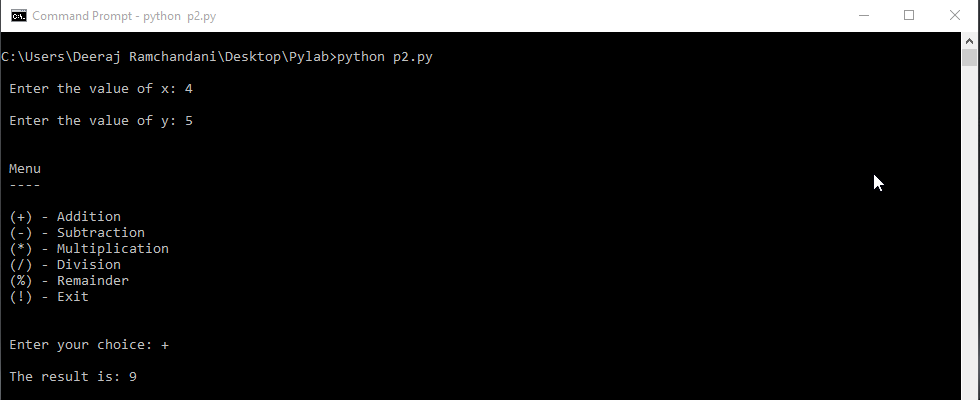 Command Prompt - python  p2.py
C:\Users\Deeraj Ramchandani\Desktop\Pylab>python p2.py
Enter the value of x: 4
Enter the value of y: 5
Menu
----
(+) - Addition
(-) - Subtraction
(*) - Multiplication
(/) - Division
(%) - Remainder
(!) - Exit
Enter your choice: +
The result is: 9